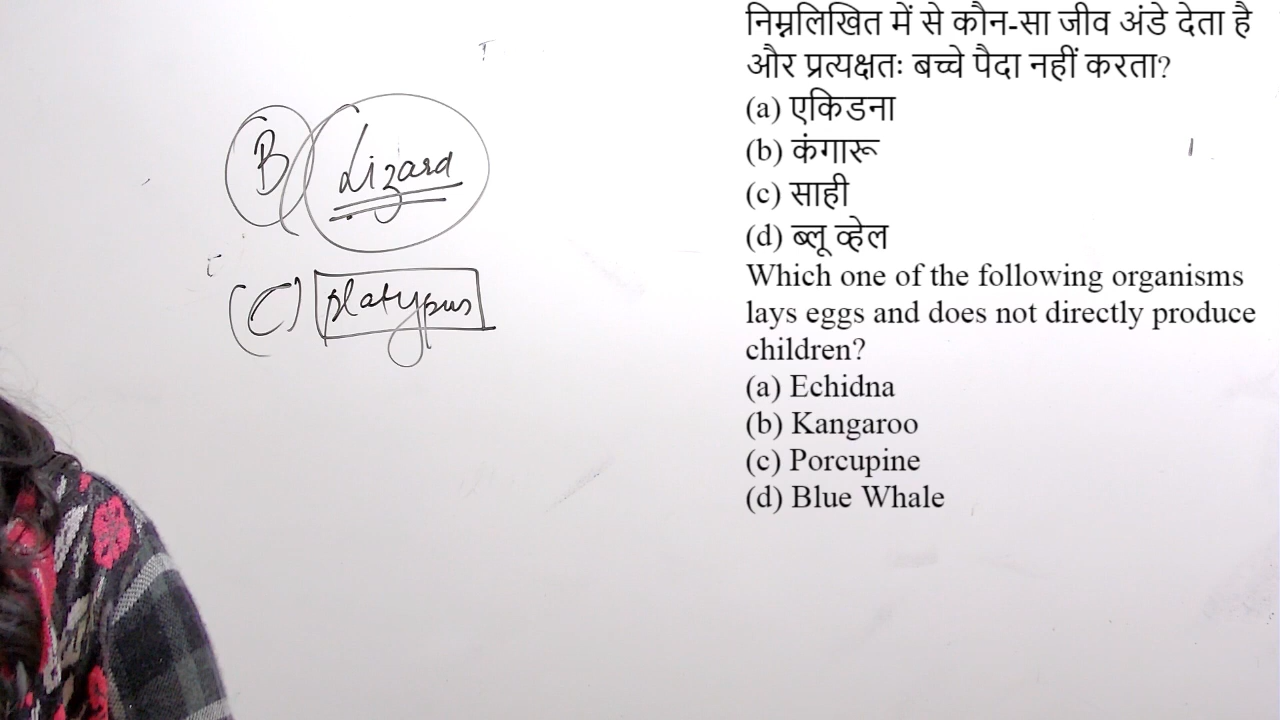 B Lizard
(C) platypus
निम्नलिखित में से कौन-सा जीव अंडे देता है
और प्रत्यक्षतः बच्चे पैदा नहीं करता?
(a) एकिडना
(b) कंगारू
(c) साही
(d) ब्लू व्हेल
Which one of the following organisms
lays eggs and does not directly produce
children?
(a) Echidna
(b) Kangaroo
(c) Porcupine
(d) Blue Whale